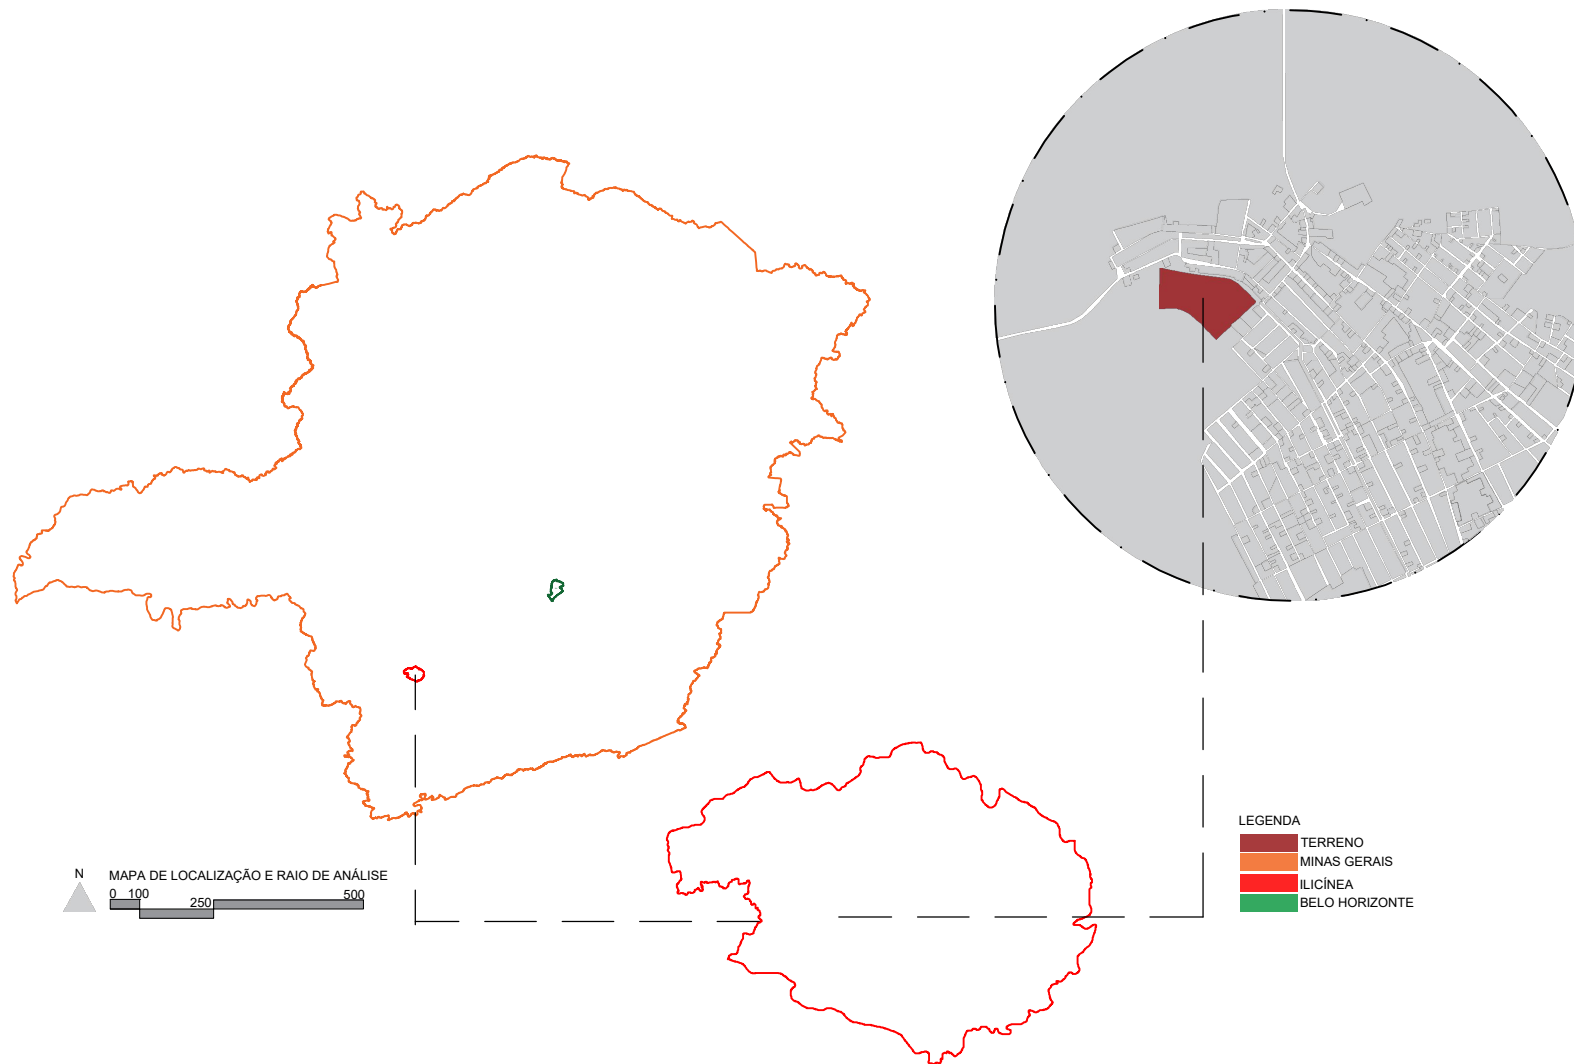 N
MAPA DE LOCALIZAÇÃO E RAIO DE ANÁLISE
0 100 250 500
LEGENDA
TERRENO
MINAS GERAIS
ILICÍNEA
BELO HORIZONTE